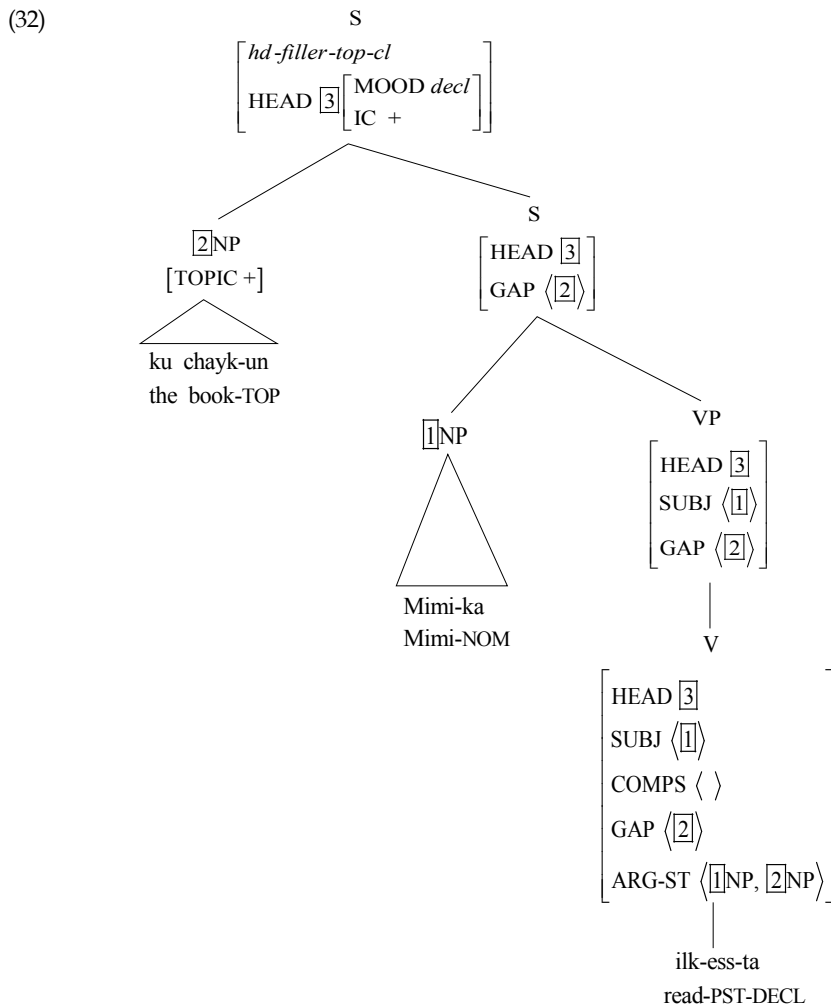 (32)
S
hd-filler-top-cl
HEAD 3 MOOD decl
IC +
S
2NP
[TOPIC +]
HEAD 3
GAP ⟨2⟩
ku chayk-un
the book-TOP
1NP
VP
HEAD 3
SUBJ ⟨1⟩
GAP ⟨2⟩
Mimi-ka
Mimi-NOM
V
HEAD 3
SUBJ ⟨1⟩
COMPS ⟨ ⟩
GAP ⟨2⟩
ARG-ST ⟨1NP, 2NP⟩
ilk-ess-ta
read-PST-DECL